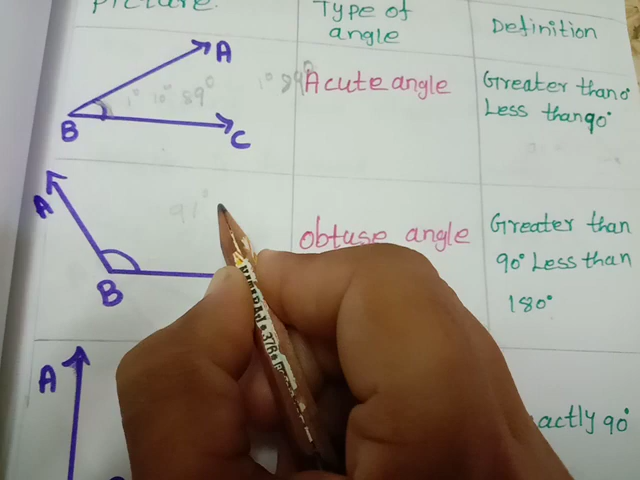 Picture
Type of
angle
Definition
A
B
C
1° 10° 89°
1° 89°
Acute angle
Greater than 0°
Less than 90°
A
B
91°
obtuse angle
Greater than
90° Less than
180°
A
actly 90°